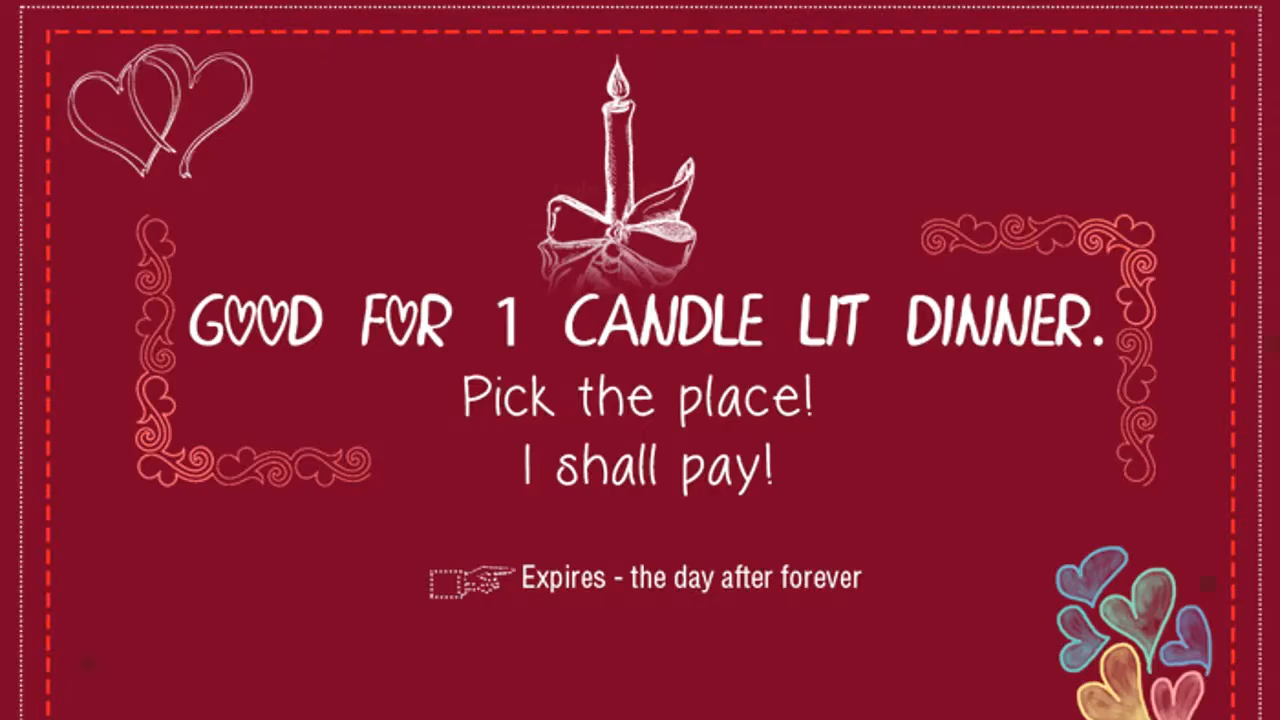 GOOD FOR 1 CANDLE LIT DINNER.
Pick the place!
I shall pay!
Expires - the day after forever